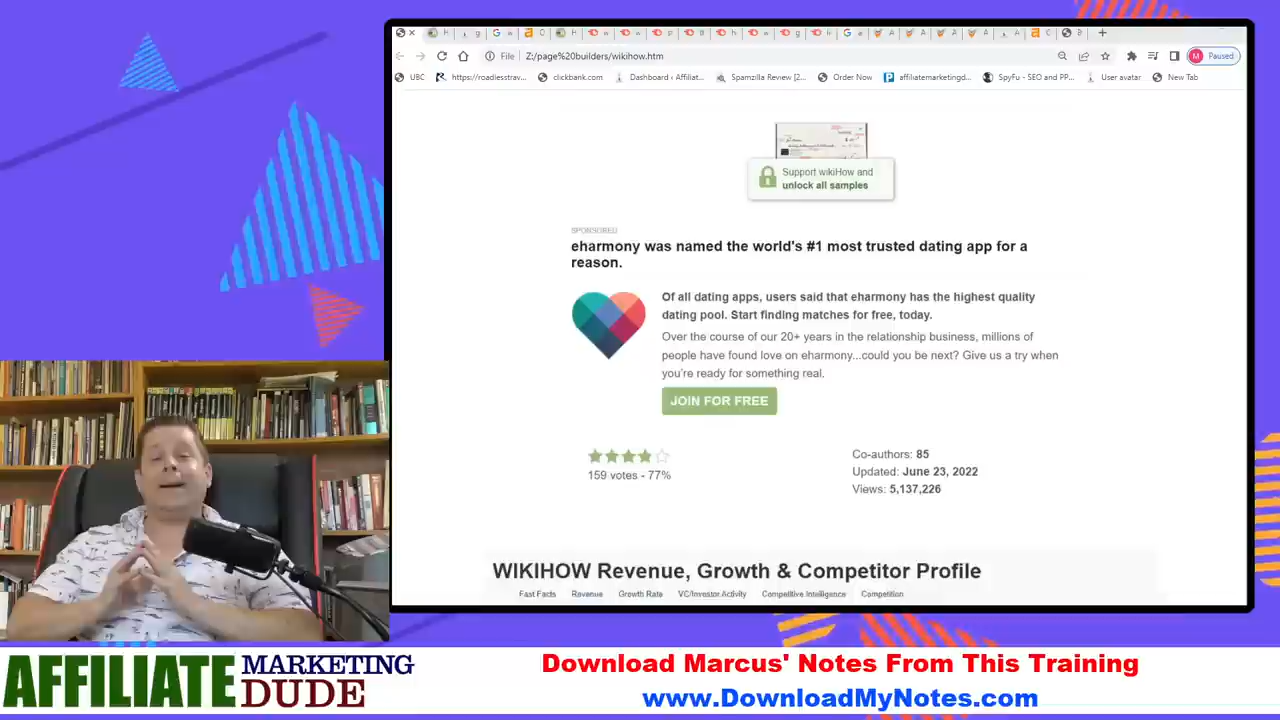 File
Z:/page%20builders/wikihow.htm
Paused
UBC
https://roadlesstrav...
clickbank.com
Dashboard ‹ Affiliat...
Spamzilla Review [2...
Order Now
affiliatemarketingd...
SpyFu - SEO and PP...
User avatar
New Tab
Support wikiHow and
unlock all samples
SPONSORED
eharmony was named the world's #1 most trusted dating app for a
reason.
Of all dating apps, users said that eharmony has the highest quality
dating pool. Start finding matches for free, today.
Over the course of our 20+ years in the relationship business, millions of
people have found love on eharmony...could you be next? Give us a try when
you're ready for something real.
JOIN FOR FREE
159 votes - 77%
Co-authors: 85
Updated: June 23, 2022
Views: 5,137,226
WIKIHOW Revenue, Growth & Competitor Profile
Fast Facts Revenue Growth Rate VC/Investor Activity Competitive Intelligence Competition
AFFILIATE MARKETING DUDE
Download Marcus' Notes From This Training
www.DownloadMyNotes.com